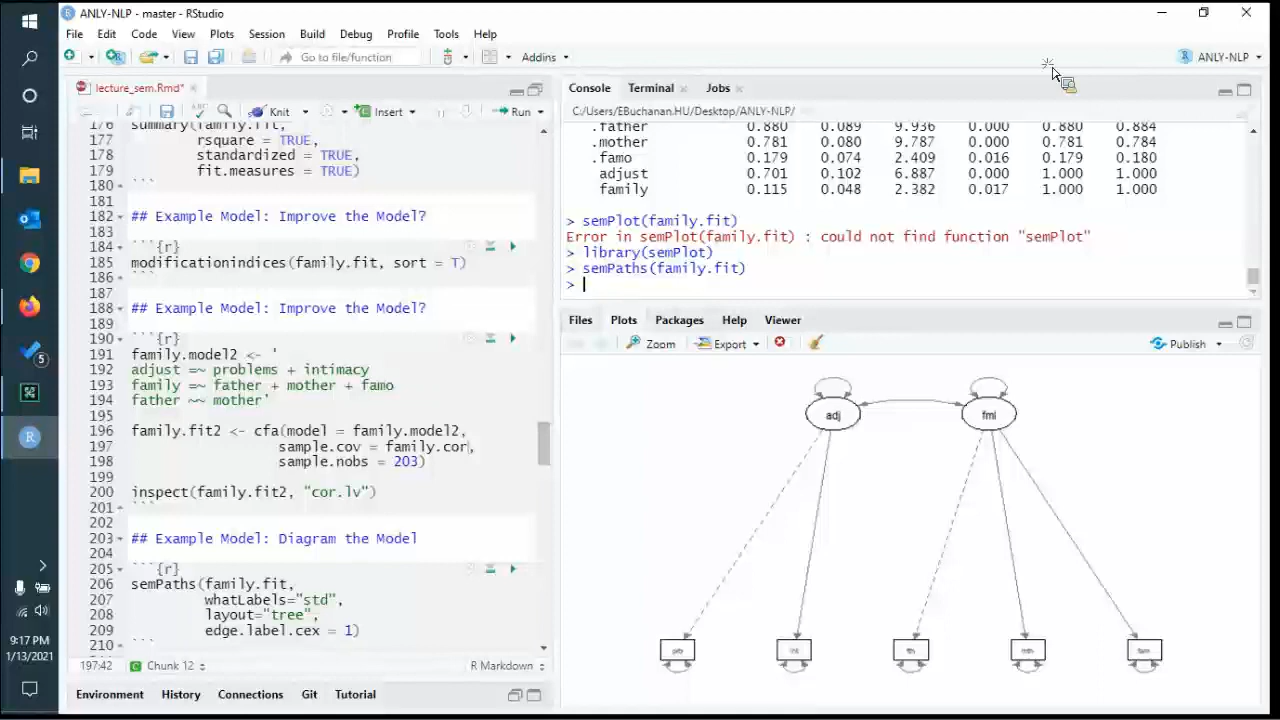 ANLY-NLP - master - RStudio
File Edit Code View Plots Session Build Debug Profile Tools Help
Go to file/function Addins ANLY-NLP
lecture_sem.Rmd*
Knit Insert Run
176 summary(family.fit,
177 rsquare = TRUE,
178 standardized = TRUE,
179 fit.measures = TRUE)
180 ```
181
182 ## Example Model: Improve the Model?
183
184 ```{r}
185 modificationindices(family.fit, sort = T)
186 ```
187
188 ## Example Model: Improve the Model?
189
190 ```{r}
191 family.model2 <- '
192 adjust =~ problems + intimacy
193 family =~ father + mother + famo
194 father ~~ mother'
195
196 family.fit2 <- cfa(model = family.model2,
197 sample.cov = family.cor,
198 sample.nobs = 203)
199
200 inspect(family.fit2, "cor.lv")
201 ```
202
203 ## Example Model: Diagram the Model
204
205 ```{r}
206 semPaths(family.fit,
207 whatLabels="std",
208 layout="tree",
209 edge.label.cex = 1)
210 ```
197:42 Chunk 12 R Markdown
Environment History Connections Git Tutorial
Console Terminal Jobs
C:/Users/EBuchanan.HU/Desktop/ANLY-NLP/
.father 0.880 0.089 9.936 0.000 0.880 0.884
.mother 0.781 0.080 9.787 0.000 0.781 0.784
.famo 0.179 0.074 2.409 0.016 0.179 0.180
adjust 0.701 0.102 6.887 0.000 1.000 1.000
family 0.115 0.048 2.382 0.017 1.000 1.000
> semPlot(family.fit)
Error in semPlot(family.fit) : could not find function "semPlot"
> library(semPlot)
> semPaths(family.fit)
>
Files Plots Packages Help Viewer
Zoom Export Publish
adj fml
5
9:17 PM
1/13/2021